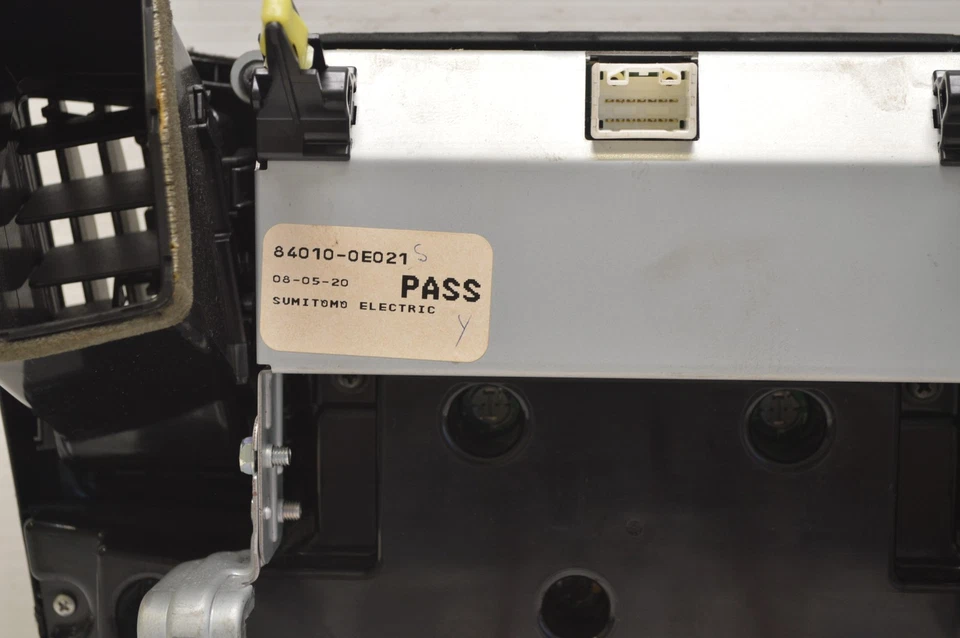 84010-0E021 S
08-05-20 PASS
SUMITOMO ELECTRIC
Y